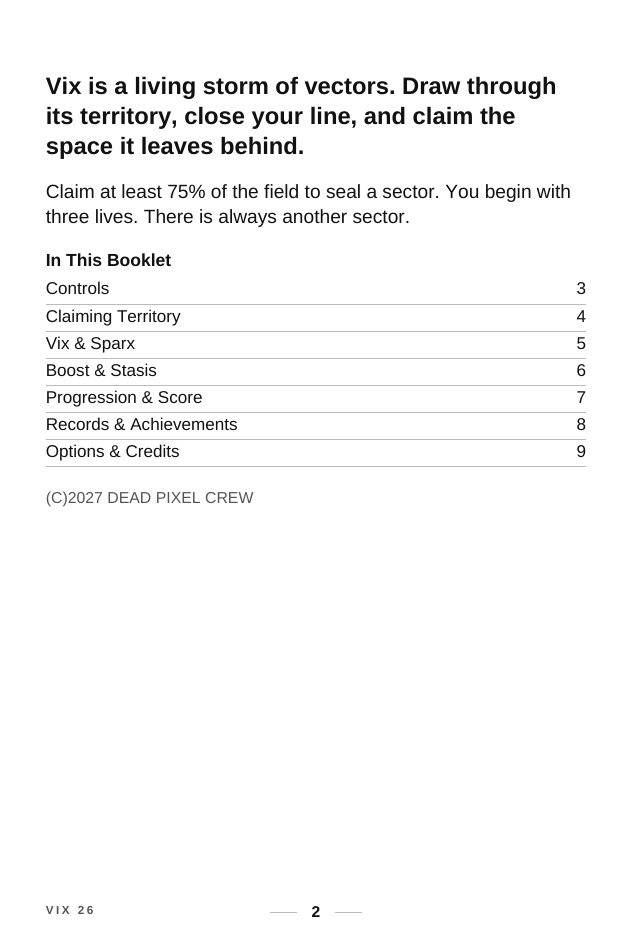 Vix is a living storm of vectors. Draw through
its territory, close your line, and claim the
space it leaves behind.
Claim at least 75% of the field to seal a sector. You begin with
three lives. There is always another sector.
In This Booklet
Controls 3
Claiming Territory 4
Vix & Sparx 5
Boost & Stasis 6
Progression & Score 7
Records & Achievements 8
Options & Credits 9
(C)2027 DEAD PIXEL CREW
VIX 26 2